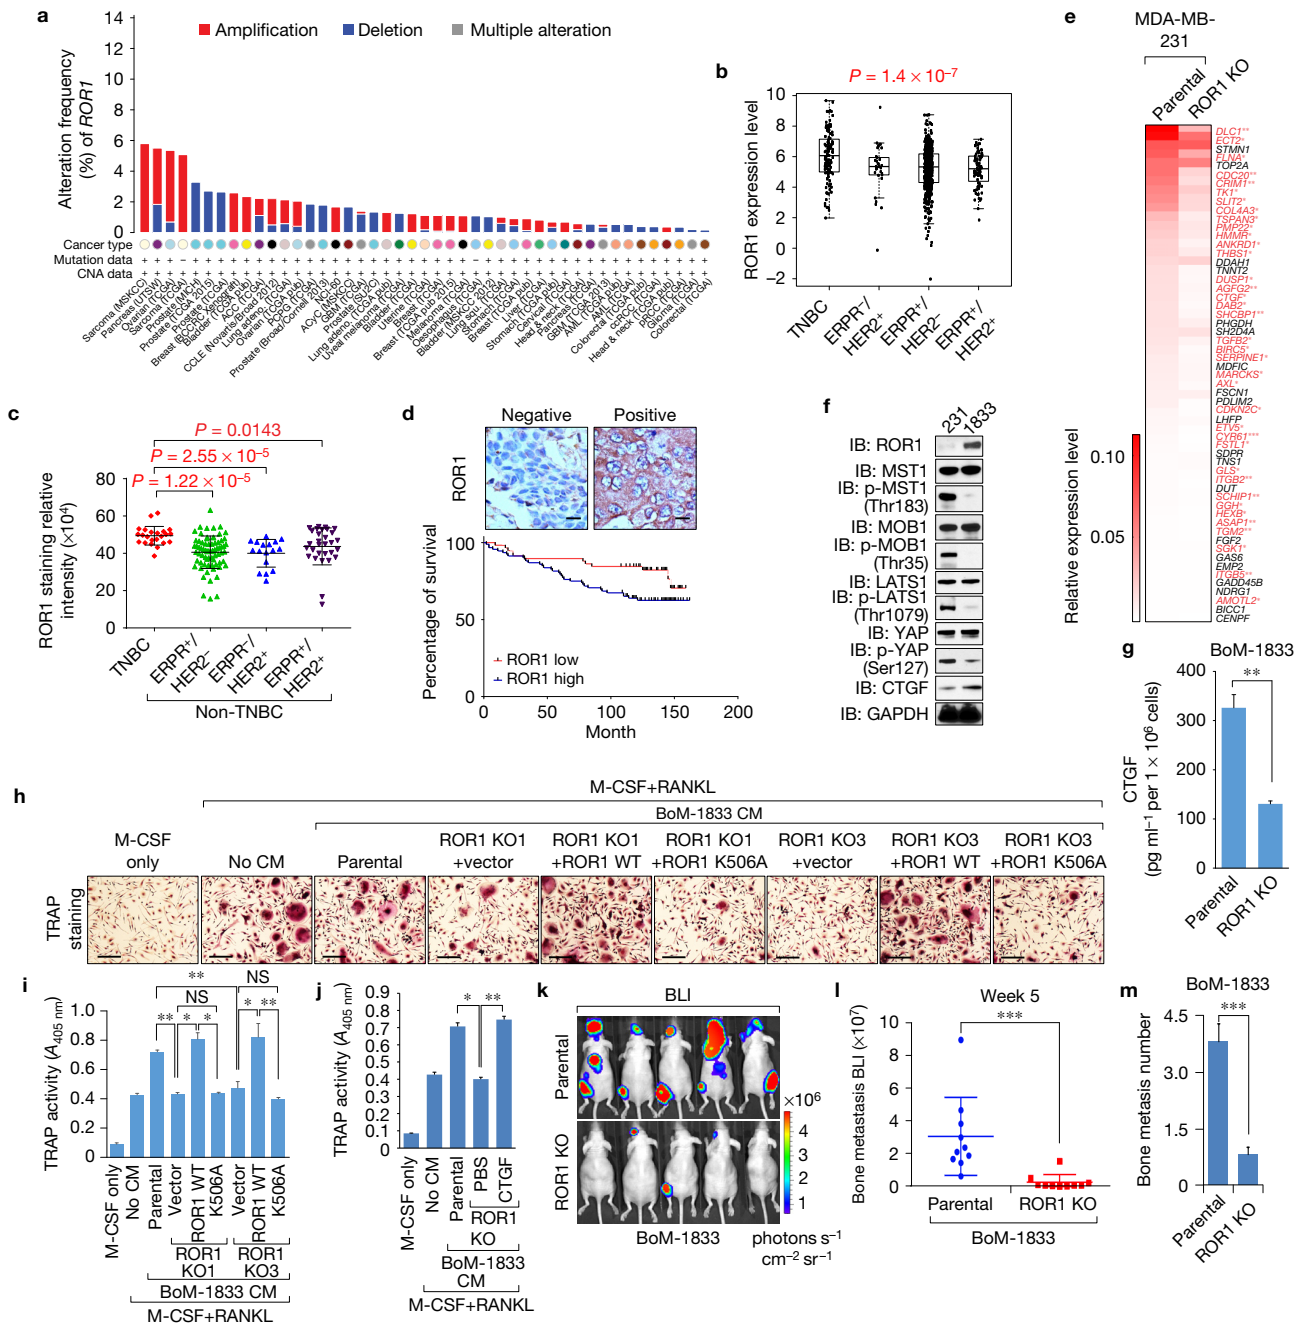 a
14
12
10
8
6
4
2
0
Alteration frequency
(%) of ROR1
Amplification
Deletion
Multiple alteration
Cancer type
Mutation data
CNA data
Sarcoma (MSKCC)
Pancreas (UTSW)
Ovarian (TCGA)
Sarcoma (TCGA)
b
P = 1.4 × 10−7
ROR1 expression level
10
8
6
4
2
0
−2
TNBC
ERPR−/
HER2+
ERPR+/
HER2−
ERPR+/
HER2+
c
P = 0.0143
P = 2.55 × 10−5
P = 1.22 × 10−5
ROR1 staining relative
intensity (×10⁴)
80
60
40
20
0
TNBC
ERPR+/
HER2−
ERPR−/
HER2+
ERPR+/
HER2+
Non-TNBC
d
Negative
Positive
ROR1
Percentage of survival
100
50
0
ROR1 low
ROR1 high
0
50
100
150
200
Month
e
MDA-MB-
231
Parental
ROR1 KO
DLC1**
ECT2*
STMN1
FLNA*
TOP2A
CDC20**
CRIM1**
TK1*
SLIT2*
COL4A3*
TSPAN3*
PMP22*
HMMR*
ANKRD1*
THBS1*
DDAH1
TNNT2
DUSP1*
AGFG2**
CTGF*
DAB2*
SHCBP1**
PHGDH
SH2D4A
TGFB2*
BIRC5*
SERPINE1*
MDFIC
MARCKS*
AXL*
FSCN1
PDLIM2
CDKN2C*
LHFP
ETV5*
CYR61***
FSTL1*
SDPR
TNS1
GLS*
ITGB2**
DUT
SCHIP1**
GGH*
HEXB*
ASAP1**
TGM2**
FGF2
SGK1*
GAS6
EMP2
ITGB5**
GADD45B
NDRG1
AMOTL2*
BICC1
CENPF
Relative expression level
0.10
0.05
0
f
231
1833
IB: ROR1
IB: MST1
IB: p-MST1
(Thr183)
IB: MOB1
IB: p-MOB1
(Thr35)
IB: LATS1
IB: p-LATS1
(Thr1079)
IB: YAP
IB: p-YAP
(Ser127)
IB: CTGF
IB: GAPDH
g
BoM-1833
**
CTGF
(pg ml−1 per 1 × 10⁶ cells)
400
300
200
100
0
Parental
ROR1 KO
h
M-CSF+RANKL
BoM-1833 CM
M-CSF
only
No CM
Parental
ROR1 KO1
+vector
ROR1 KO1
+ROR1 WT
ROR1 KO1
+ROR1 K506A
ROR1 KO3
+vector
ROR1 KO3
+ROR1 WT
ROR1 KO3
+ROR1 K506A
TRAP
staining
i
TRAP activity (A405 nm)
1.0
0.8
0.6
0.4
0.2
0
**
NS
NS
** * * * **
M-CSF only
No CM
Parental
Vector
ROR1 WT
K506A
Vector
ROR1 WT
K506A
ROR1
KO1
ROR1
KO3
BoM-1833 CM
M-CSF+RANKL
j
TRAP activity (A405 nm)
0.9
0.8
0.7
0.6
0.5
0.4
0.3
0.2
0.1
0
* **
M-CSF only
No CM
Parental
PBS
CTGF
ROR1
KO
BoM-1833
CM
M-CSF+RANKL
k
BLI
Parental
ROR1 KO
BoM-1833
×10⁶
4
3
2
1
photons s−1
cm−2 sr−1
l
Week 5
***
Bone metastasis BLI (×10⁷)
10
8
6
4
2
0
Parental
ROR1 KO
BoM-1833
m
BoM-1833
***
Bone metasis number
4.5
3.0
1.5
0
Parental
ROR1 KO